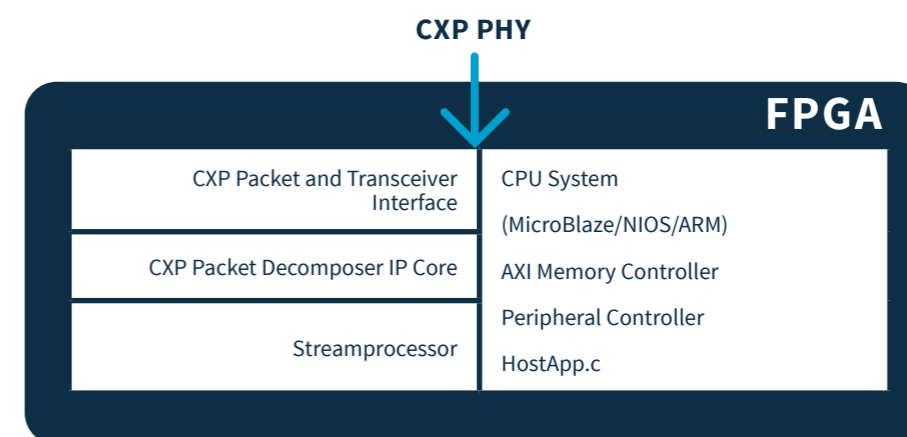 CXP PHY
FPGA
CXP Packet and Transceiver
Interface
CXP Packet Decomposer IP Core
Streamprocessor
CPU System
(MicroBlaze/NIOS/ARM)
AXI Memory Controller
Peripheral Controller
HostApp.c